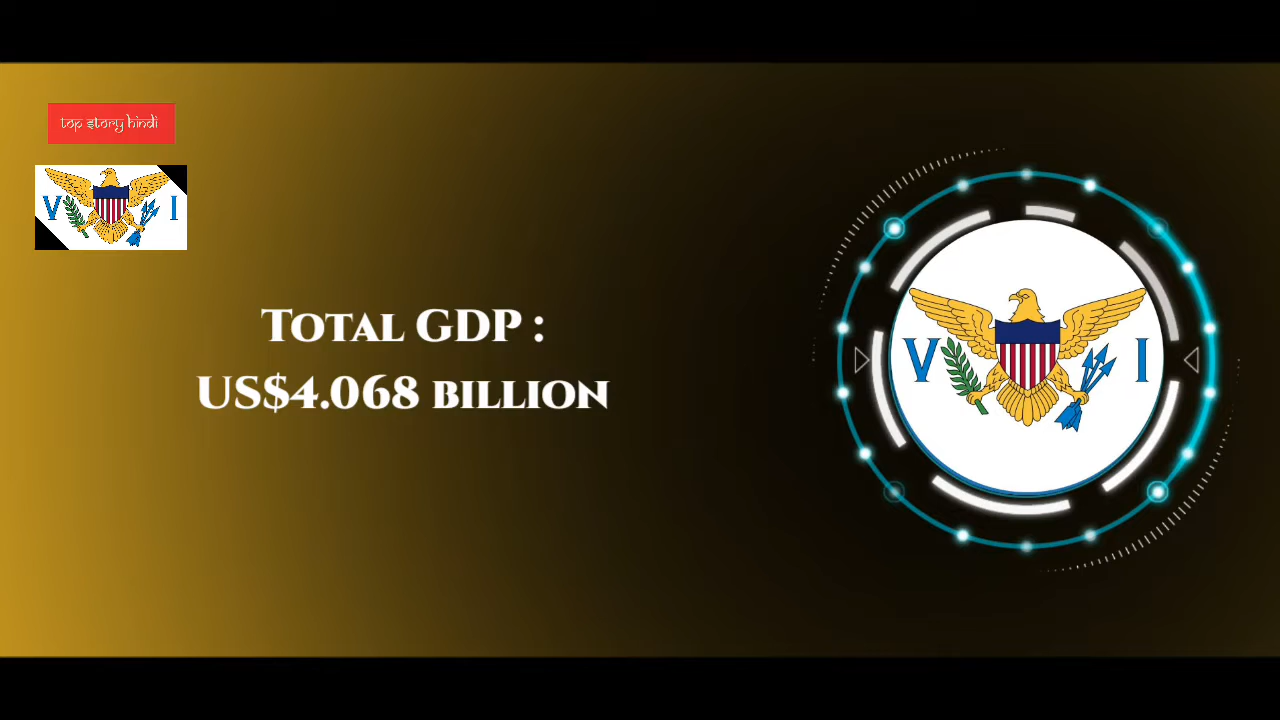 top story hindi
V I
Total GDP :
US$4.068 billion
V I